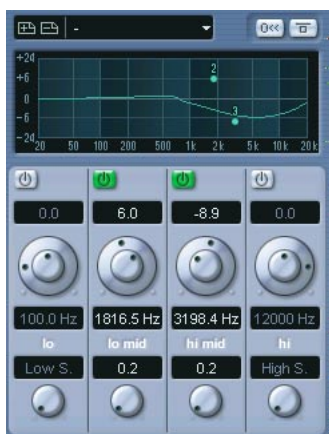 -
0<<
+24
+6
0
-6
-24
2
3
20 50 100 200 500 1k 2k 5k 10k 20k
0.0 6.0 -8.9 0.0
100.0 Hz 1816.5 Hz 3198.4 Hz 12000 Hz
lo lo mid hi mid hi
Low S. 0.2 0.2 High S.